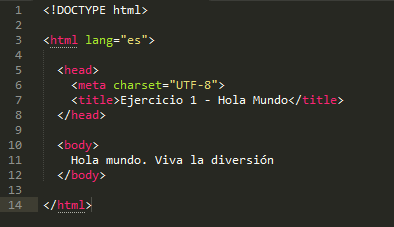 1 <!DOCTYPE html>
2
3 <html lang="es">
4
5 <head>
6 <meta charset="UTF-8">
7 <title>Ejercicio 1 - Hola Mundo</title>
8 </head>
9
10 <body>
11 Hola mundo. Viva la diversión
12 </body>
13
14 </html>